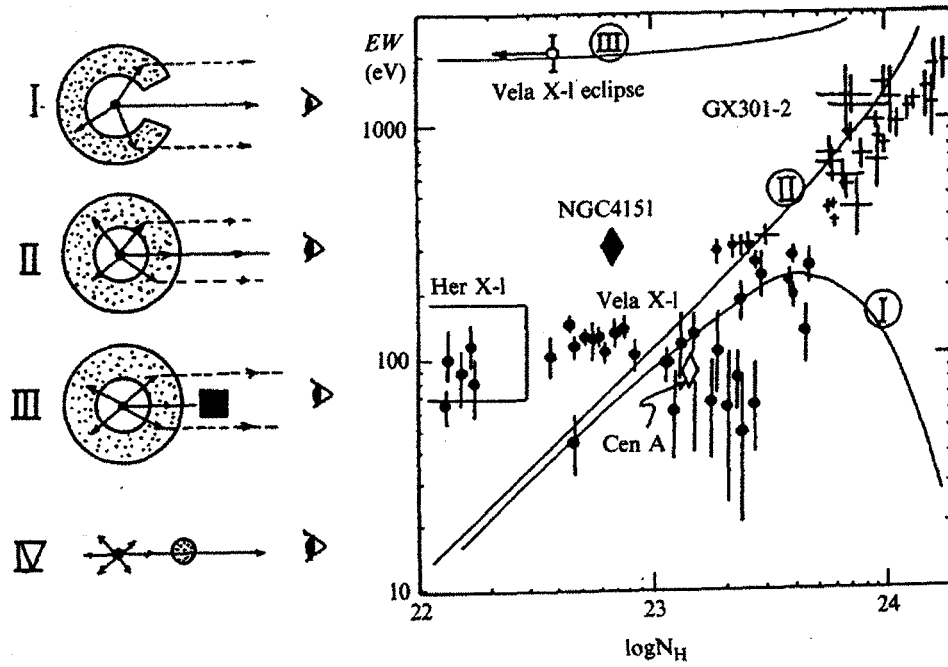 I
II
III
IV
EW
(eV)
1000
100
10
22
23
24
logN_H
III
Vela X-1 eclipse
GX301-2
II
NGC4151
Her X-1
Vela X-1
I
Cen A